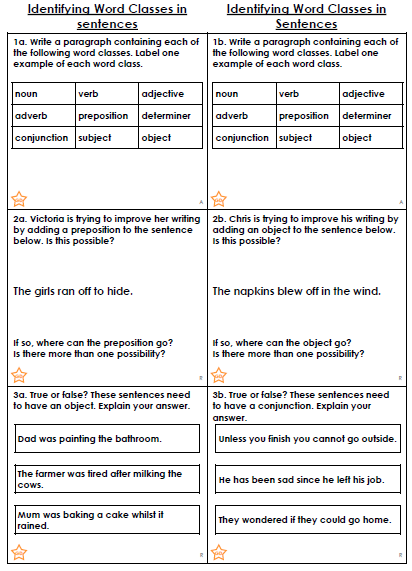 Identifying Word Classes in
sentences
1a. Write a paragraph containing each of
the following word classes. Label one
example of each word class.
noun verb adjective
adverb preposition determiner
conjunction subject object
A
2a. Victoria is trying to improve her writing
by adding a preposition to the sentence
below. Is this possible?
The girls ran off to hide.
If so, where can the preposition go?
Is there more than one possibility?
R
3a. True or false? These sentences need
to have an object. Explain your answer.
Dad was painting the bathroom.
The farmer was tired after milking the
cows.
Mum was baking a cake whilst it
rained.
R
Identifying Word Classes in
Sentences
1b. Write a paragraph containing each of
the following word classes. Label one
example of each word class.
noun verb adjective
adverb preposition determiner
conjunction subject object
A
2b. Chris is trying to improve his writing by
adding an object to the sentence below.
Is this possible?
The napkins blew off in the wind.
If so, where can the object go?
Is there more than one possibility?
R
3b. True or false? These sentences need
to have a conjunction. Explain your
answer.
Unless you finish you cannot go outside.
He has been sad since he left his job.
They wondered if they could go home.
R